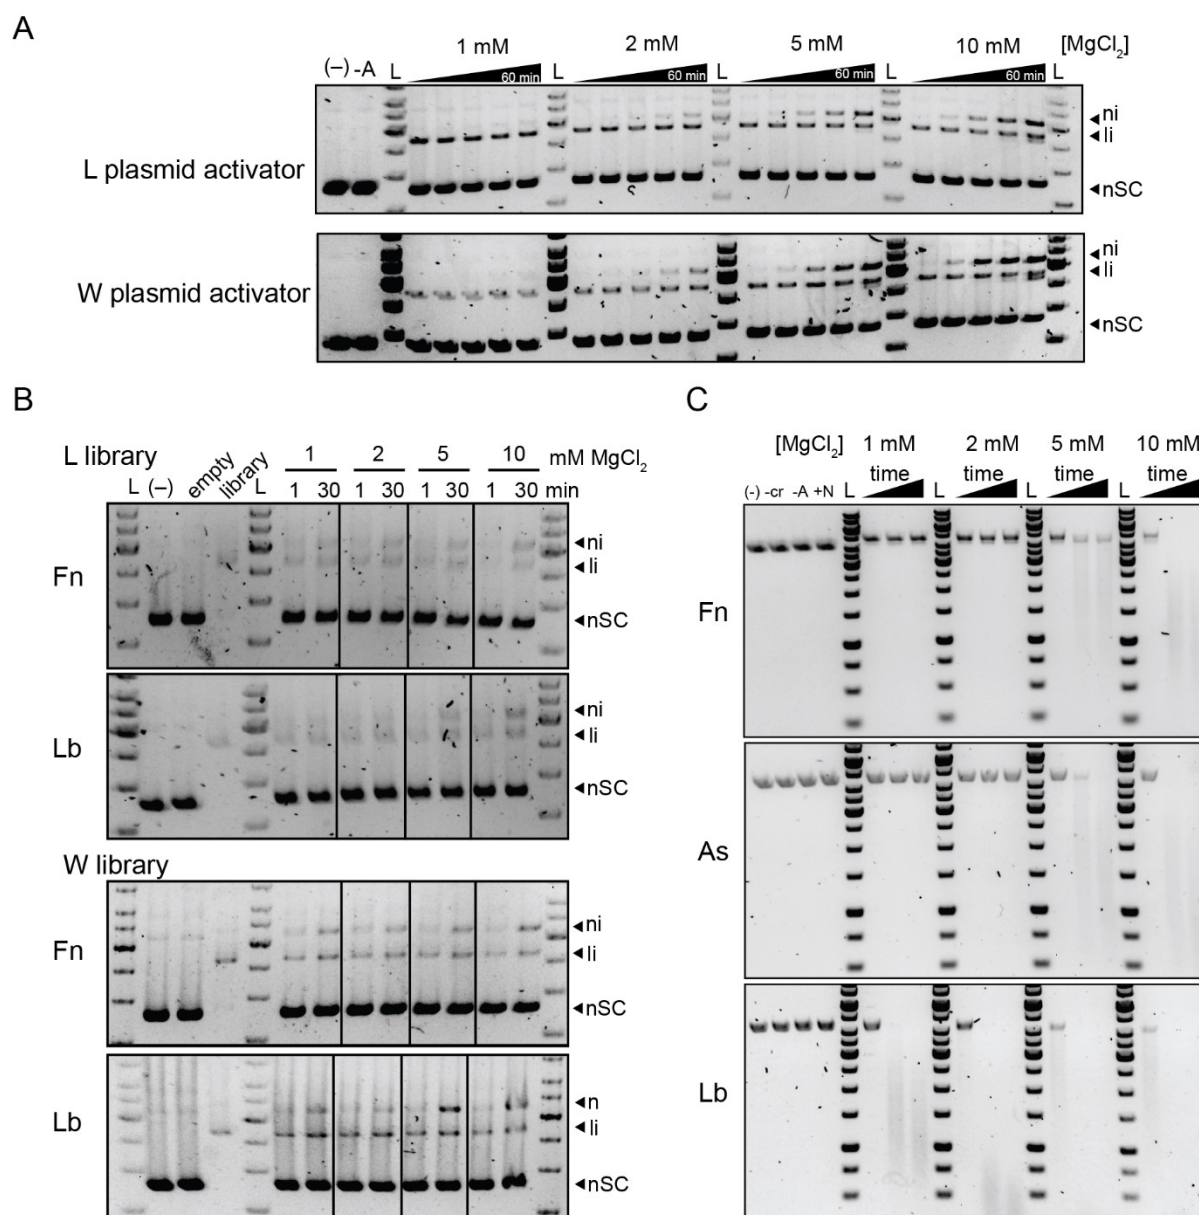 A
1 mM 2 mM 5 mM 10 mM [MgCl₂]
(–) -A L 60 min L 60 min L 60 min L 60 min L
ni
li
L plasmid activator
nSC
ni
li
W plasmid activator
nSC
B
L library
L (–) empty library L 1 2 5 10 mM MgCl₂
1 30 1 30 1 30 1 30 min
ni
Fn
li
nSC
ni
Lb
li
nSC
W library
ni
Fn
li
nSC
n
Lb
li
nSC
C
[MgCl₂] 1 mM 2 mM 5 mM 10 mM
time time time time
(-) -cr -A +N L L L L
Fn
As
Lb